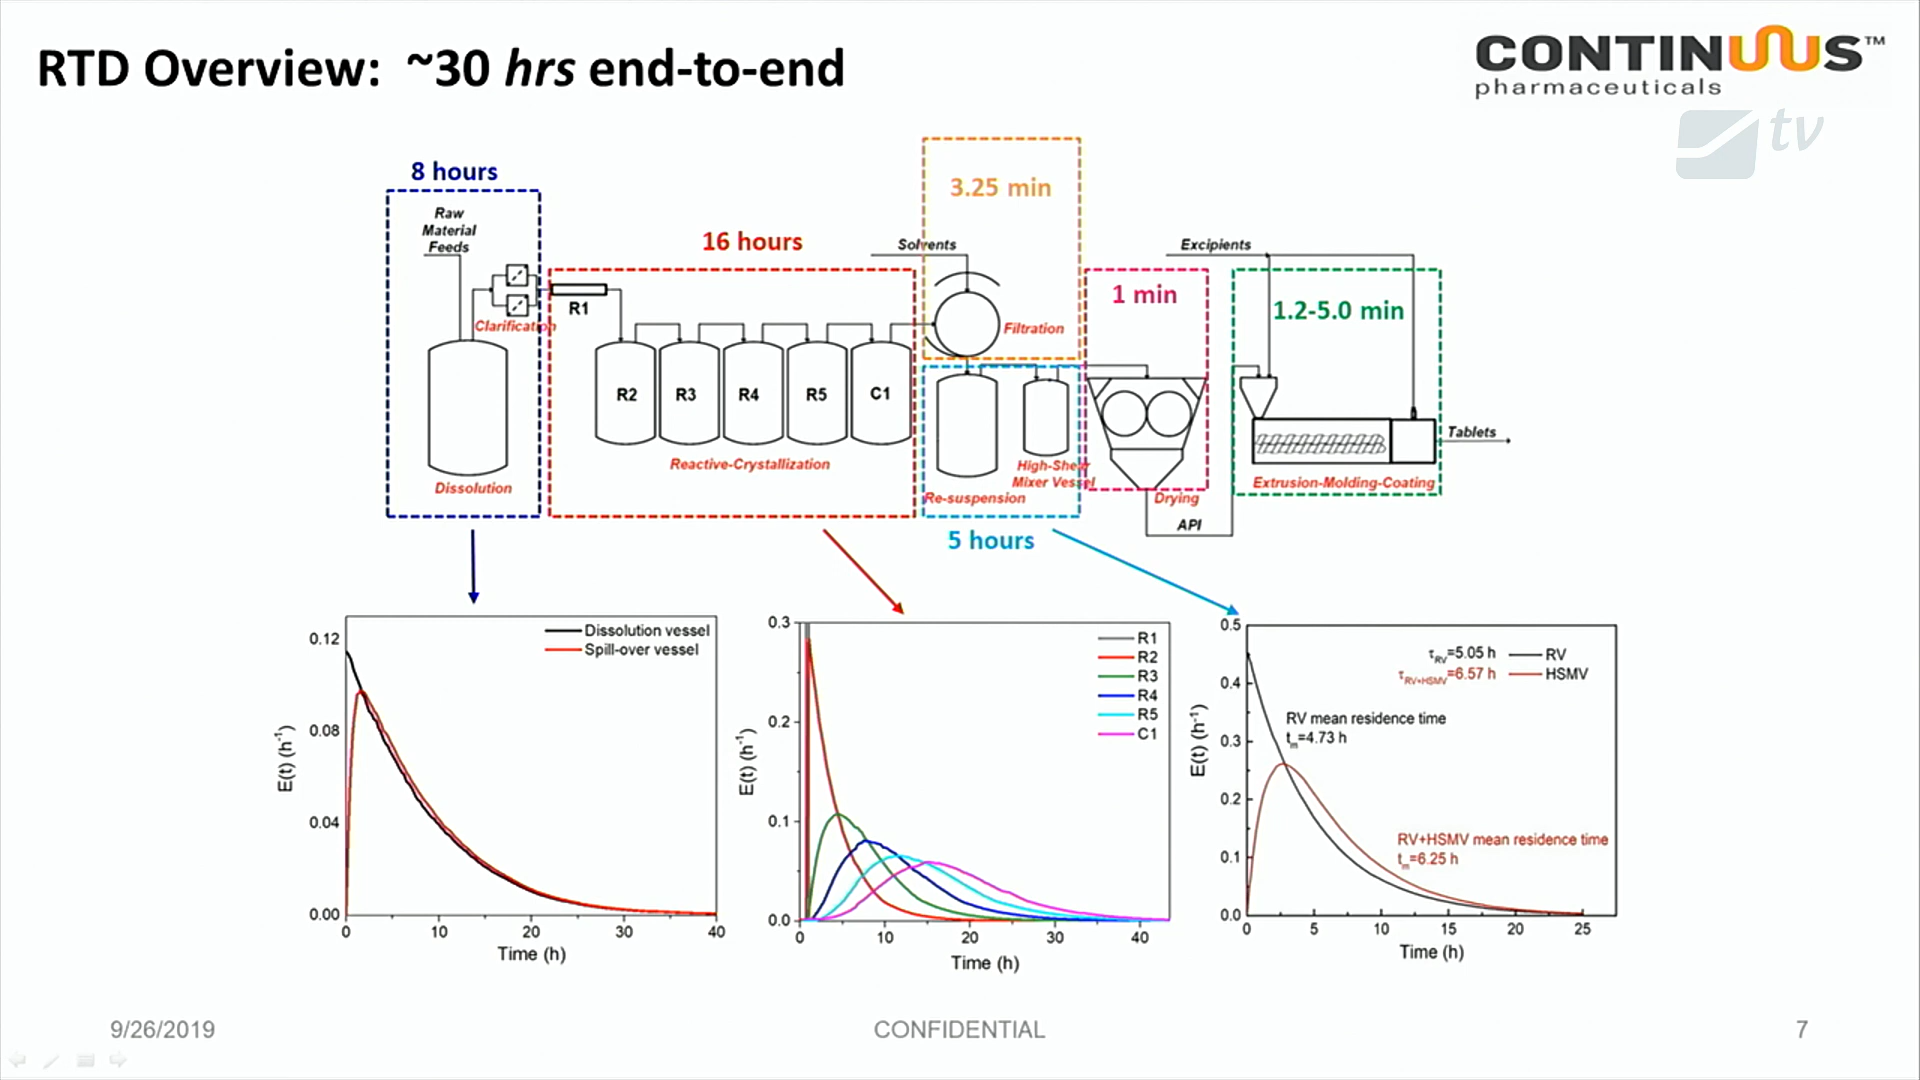 RTD Overview: ~30 hrs end-to-end
CONTINUUS™
pharmaceuticals
tv
8 hours
Raw
Material
Feeds
Clarification
Dissolution
16 hours
R1
R2
R3
R4
R5
C1
Reactive-Crystallization
Solvents
3.25 min
Filtration
Re-suspension
High-Shear
Mixer Vessel
5 hours
1 min
Drying
API
Excipients
1.2-5.0 min
Extrusion-Molding-Coating
Tablets
E(t) (h-1)
0.12
0.08
0.04
0.00
0
10
20
30
40
Time (h)
Dissolution vessel
Spill-over vessel
E(t) (h-1)
0.3
0.2
0.1
0.0
0
10
20
30
40
Time (h)
R1
R2
R3
R4
R5
C1
E(t) (h-1)
0.5
0.4
0.3
0.2
0.1
0.0
0
5
10
15
20
25
Time (h)
τRV=5.05 h
RV
τRV+HSMV=6.57 h
HSMV
RV mean residence time
tm=4.73 h
RV+HSMV mean residence time
tm=6.25 h
9/26/2019
CONFIDENTIAL
7